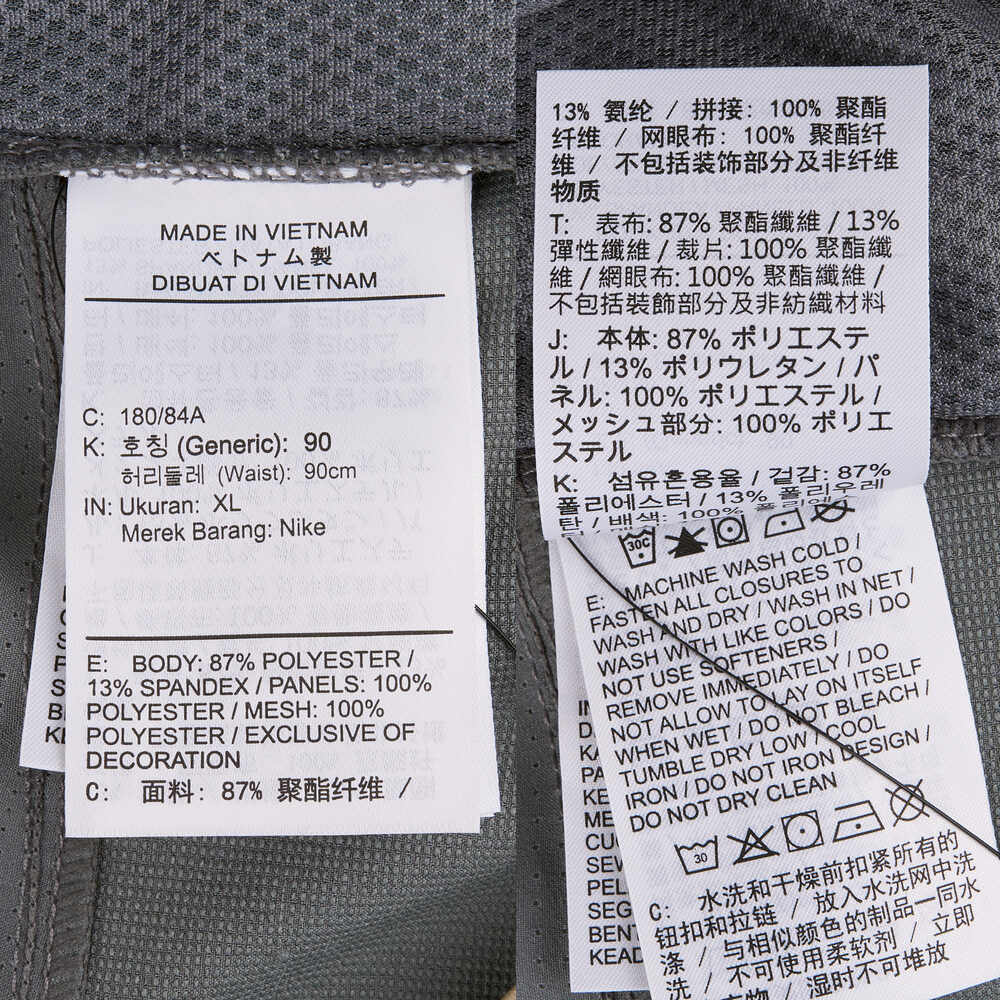 MADE IN VIETNAM
ベトナム製
DIBUAT DI VIETNAM
C: 180/84A
K: 호칭 (Generic): 90
허리둘레 (Waist): 90cm
IN: Ukuran: XL
Merek Barang: Nike
E: BODY: 87% POLYESTER /
13% SPANDEX / PANELS: 100%
POLYESTER / MESH: 100%
POLYESTER / EXCLUSIVE OF
DECORATION
C: 面料: 87% 聚酯纤维 /
13% 氨纶 / 拼接: 100% 聚酯
纤维 / 网眼布: 100% 聚酯纤
维 / 不包括装饰部分及非纤维
物质
T: 表布: 87% 聚酯纖維 / 13%
彈性纖維 / 裁片: 100% 聚酯纖
維 / 網眼布: 100% 聚酯纖維 /
不包括裝飾部分及非紡織材料
J: 本体: 87% ポリエステ
ル / 13% ポリウレタン / パ
ネル: 100% ポリエステル /
メッシュ部分: 100% ポリエ
ステル
K: 섬유혼용율 / 겉감: 87%
폴리에스터 / 13% 폴리우레
탄 / 배색: 100% 폴리에스
30C
E: MACHINE WASH COLD /
FASTEN ALL CLOSURES TO
WASH AND DRY / WASH IN NET /
WASH WITH LIKE COLORS / DO
NOT USE SOFTENERS /
REMOVE IMMEDIATELY / DO
NOT ALLOW TO LAY ON ITSELF
WHEN WET / DO NOT BLEACH /
TUMBLE DRY LOW / COOL
IRON / DO NOT IRON DESIGN /
DO NOT DRY CLEAN
30
C: 水洗和干燥前扣紧所有的
钮扣和拉链 / 放入水洗网中洗
涤 / 与相似颜色的制品一同水
洗 / 不可使用柔软剂 / 立即
物 / 湿时不可堆放